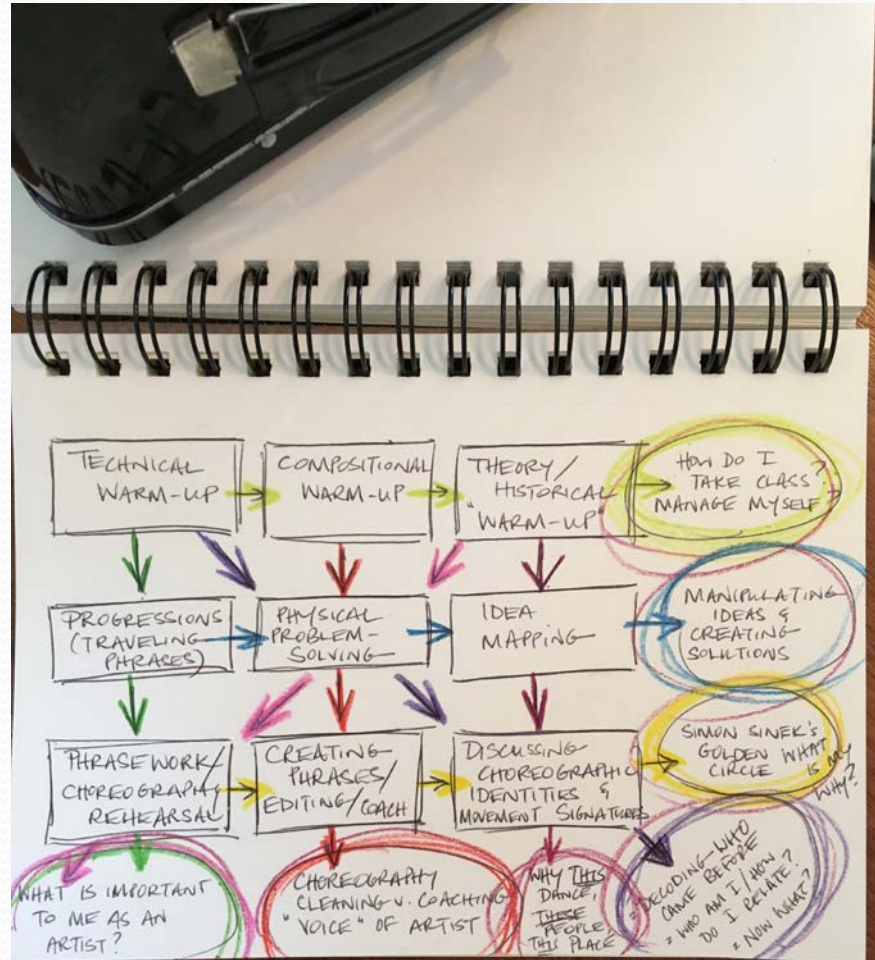 TECHNICAL
WARM-UP
COMPOSITIONAL
WARM-UP
THEORY/
HISTORICAL
"WARM-UP"
HOW DO I
TAKE CLASS?
MANAGE MYSELF?
PROGRESSIONS
(TRAVELING
PHRASES)
PHYSICAL
PROBLEM-
SOLVING
IDEA
MAPPING
MANIPULATING
IDEAS &
CREATING
SOLUTIONS
PHRASEWORK/
CHOREOGRAPHY
REHEARSAL
CREATING
PHRASES/
EDITING/COACH
DISCUSSING
CHOREOGRAPHIC
IDENTITIES &
MOVEMENT SIGNATURES
SIMON SINEK'S
GOLDEN
CIRCLE
WHAT
IS MY
WHY?
WHAT IS IMPORTANT
TO ME AS AN
ARTIST?
CHOREOGRAPHY
CLEANING V. COACHING
"VOICE" OF ARTIST
WHY THIS
DANCE,
THESE
PEOPLE,
THIS PLACE
DECODING-WHO
CAME BEFORE
= WHO AM I/HOW
DO I RELATE?
= NOW WHAT?